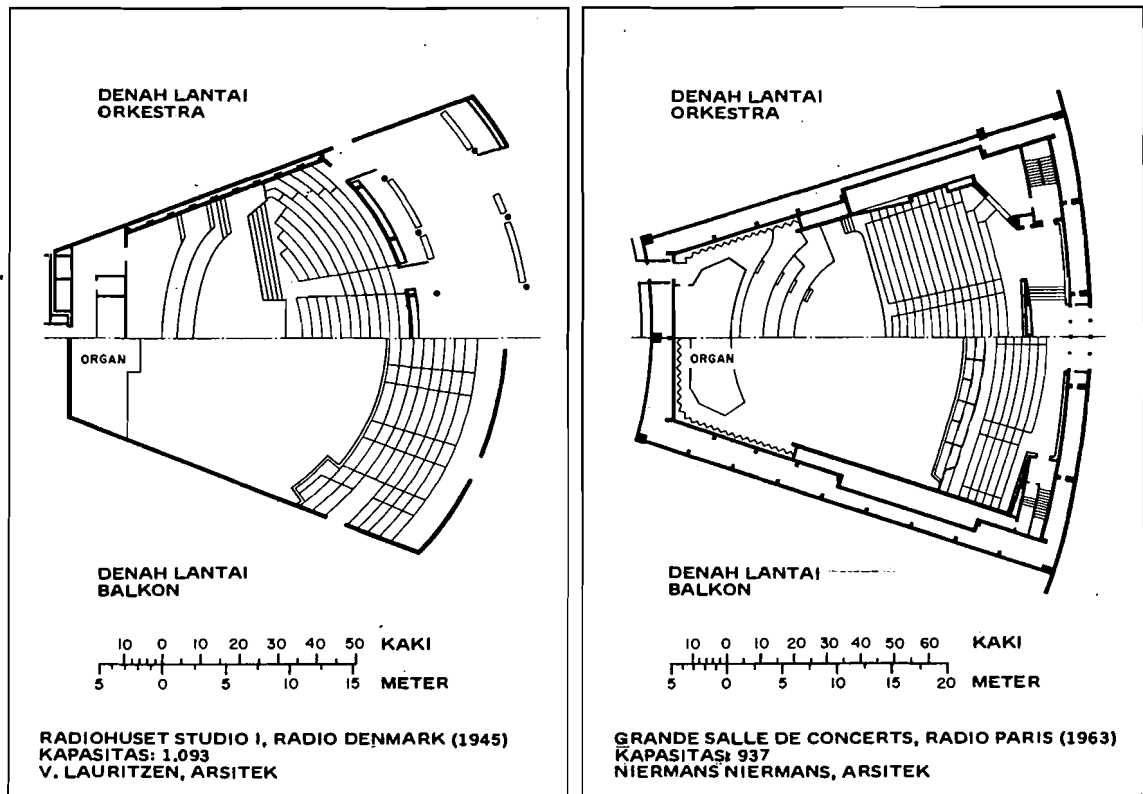 DENAH LANTAI
ORKESTRA
ORGAN
DENAH LANTAI
BALKON
10 0 10 20 30 40 50 KAKI
5 0 5 10 15 METER
RADIOHUSET STUDIO I, RADIO DENMARK (1945)
KAPASITAS: 1.093
V. LAURITZEN, ARSITEK
DENAH LANTAI
ORKESTRA
ORGAN
DENAH LANTAI
BALKON
10 0 10 20 30 40 50 60 KAKI
5 0 5 10 15 20 METER
GRANDE SALLE DE CONCERTS, RADIO PARIS (1963)
KAPASITAS: 937
NIERMANS NIERMANS, ARSITEK